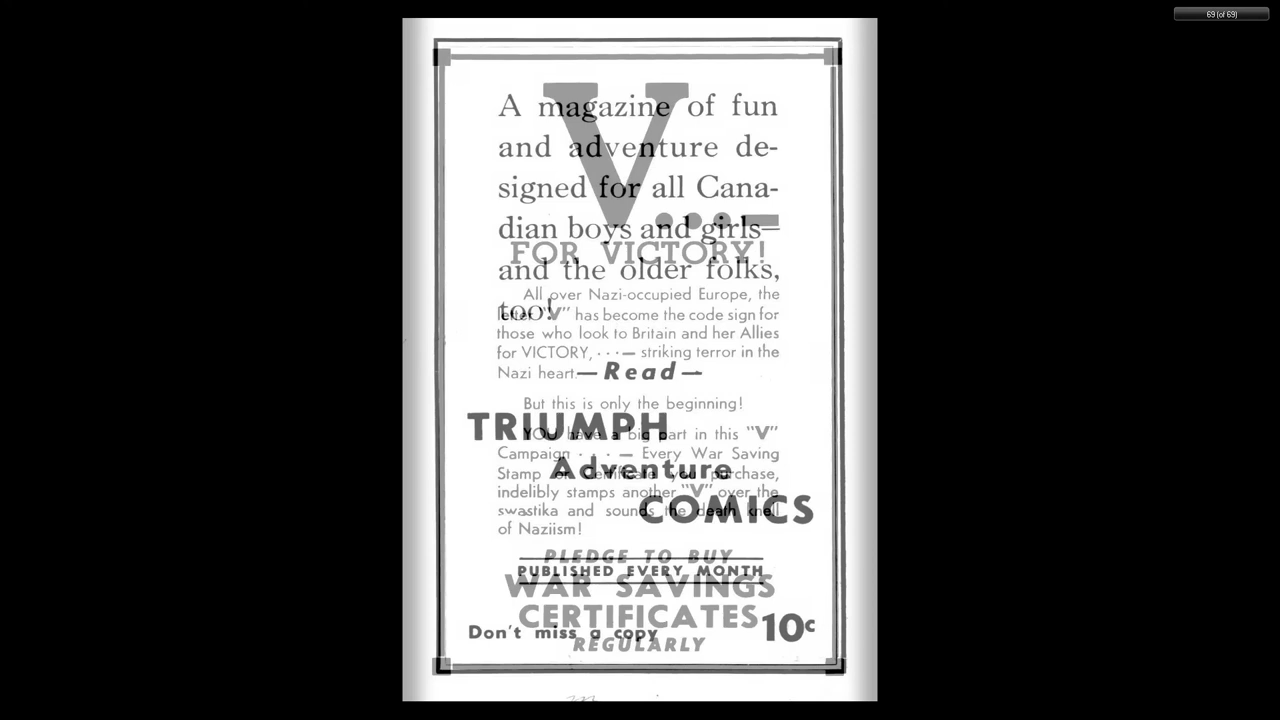 69 (of 69)
A magazine of fun
and adventure de-
signed for all Cana-
dian boys and girls—
and the older folks,
too!
—Read—
TRIUMPH
Adventure
COMICS
PUBLISHED EVERY MONTH
Don't miss a copy
10c
V...—
FOR VICTORY!
All over Nazi-occupied Europe, the
letter "V" has become the code sign for
those who look to Britain and her Allies
for VICTORY, ...— striking terror in the
Nazi heart.
But this is only the beginning!
YOU have a big part in this "V"
Campaign ...— Every War Saving
Stamp or Certificate you purchase,
indelibly stamps another "V" over the
swastika and sounds the death knell
of Naziism!
PLEDGE TO BUY
WAR SAVINGS
CERTIFICATES
REGULARLY